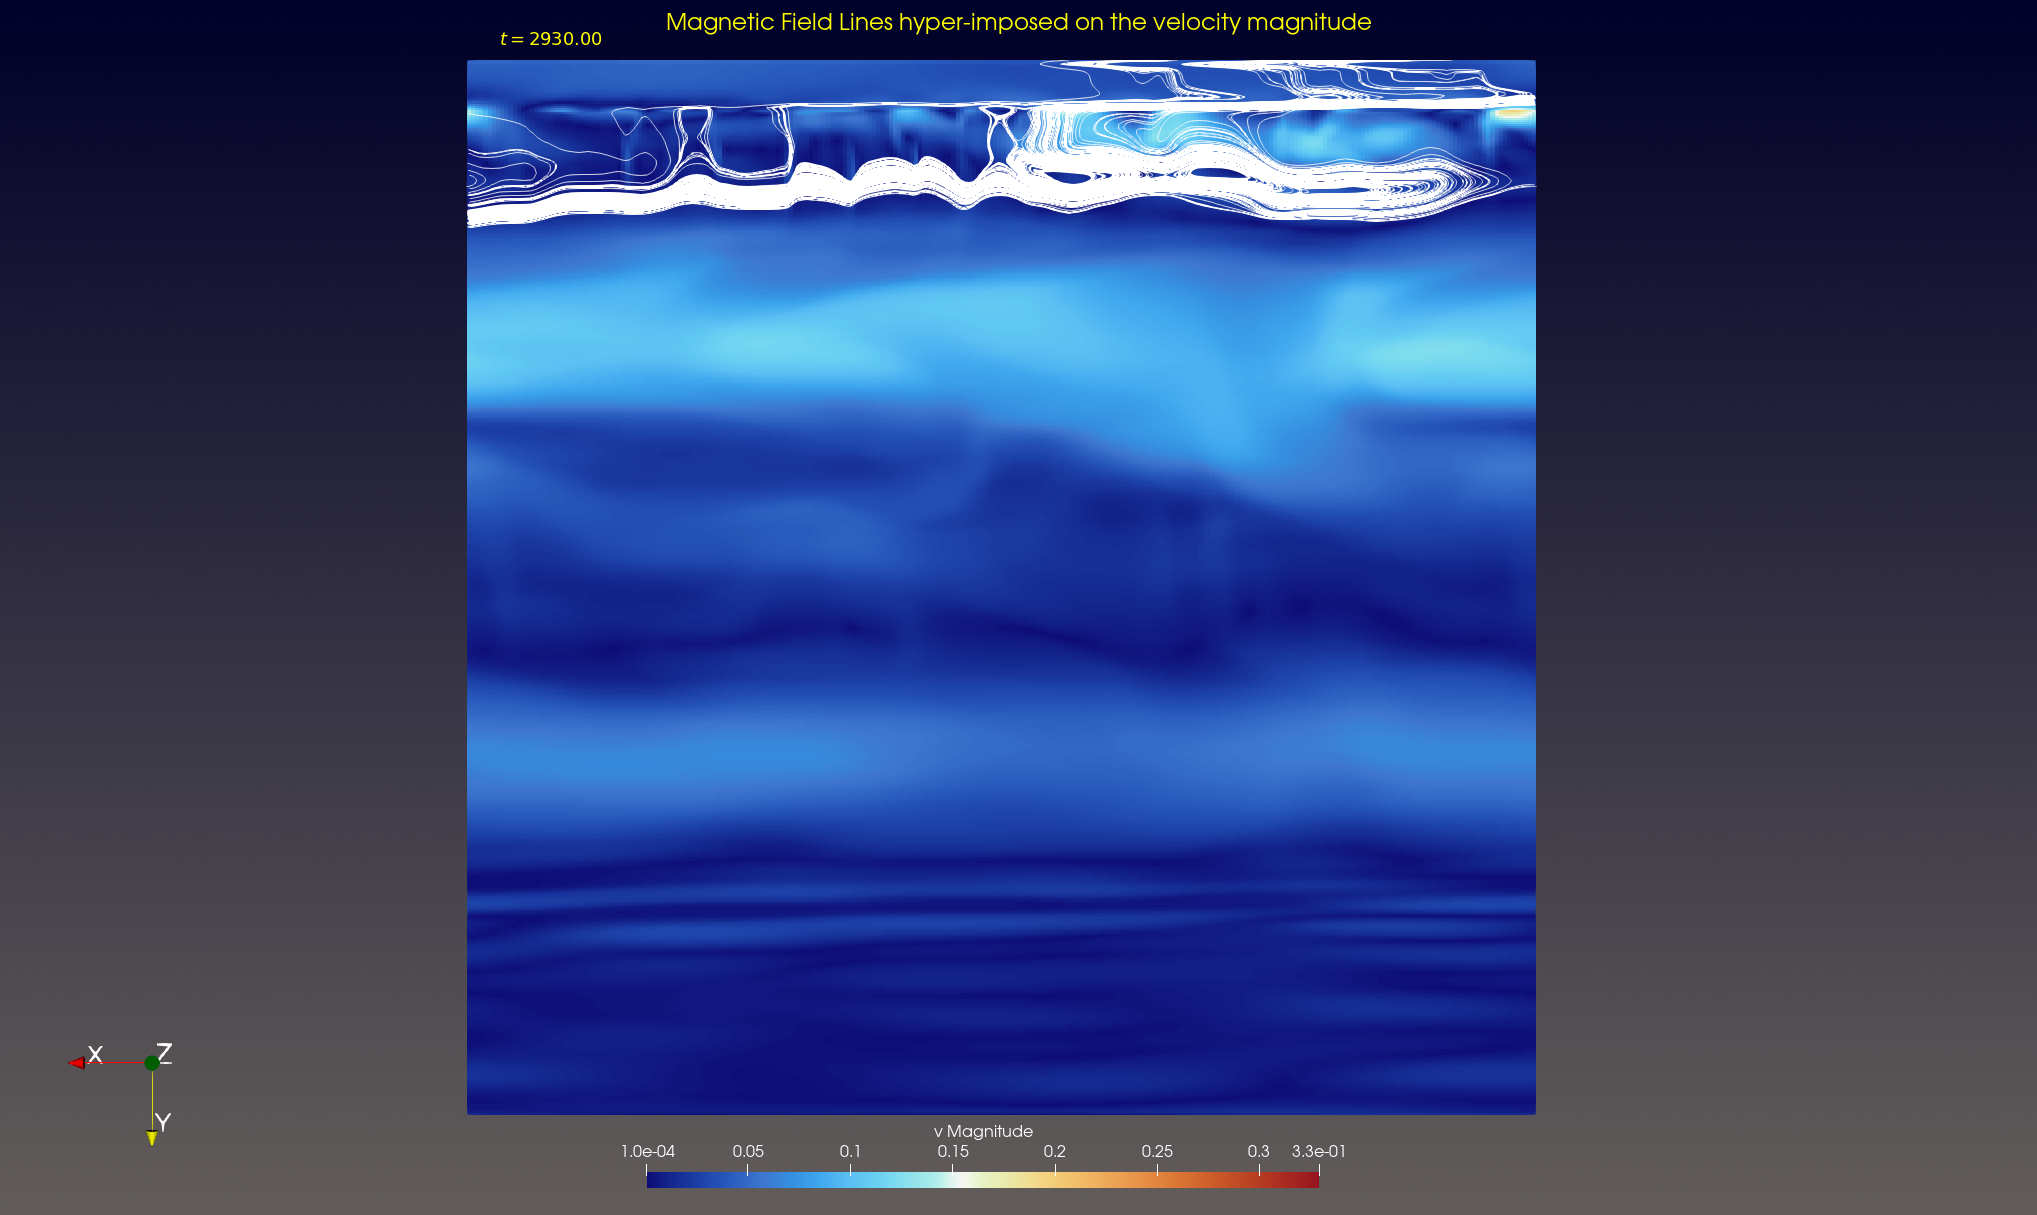 Magnetic Field Lines hyper-imposed on the velocity magnitude
t = 2930.00
X
Z
Y
v Magnitude
1.0e-04 0.05 0.1 0.15 0.2 0.25 0.3 3.3e-01